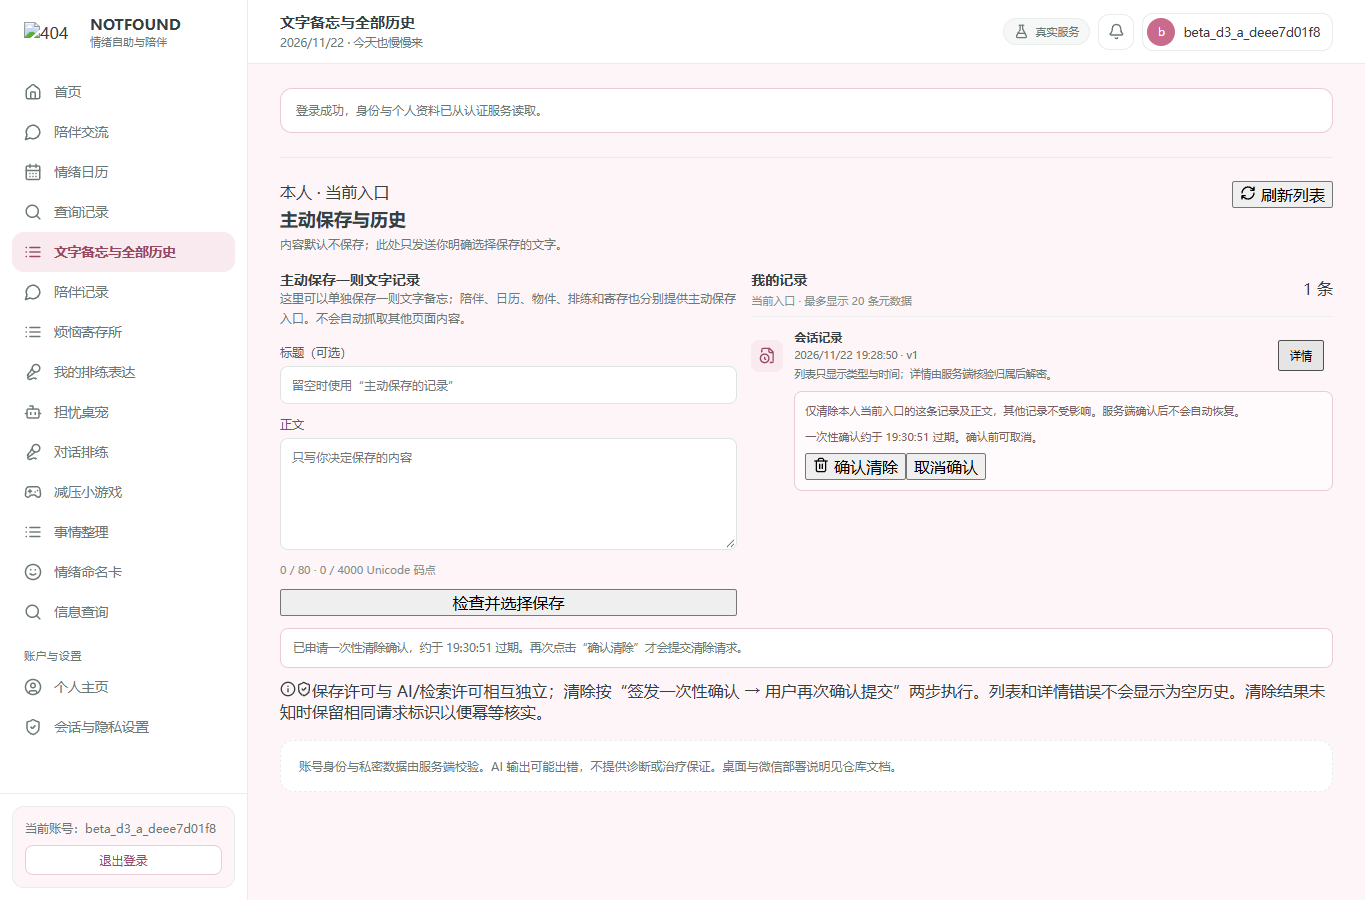 404
NOTFOUND
情绪自助与陪伴
首页
陪伴交流
情绪日历
查询记录
文字备忘与全部历史
陪伴记录
烦恼寄存所
我的排练表达
担忧桌宠
对话排练
减压小游戏
事情整理
情绪命名卡
信息查询
账户与设置
个人主页
会话与隐私设置
当前账号：beta_d3_a_deee7d01f8
退出登录
文字备忘与全部历史
2026/11/22 · 今天也慢慢来
真实服务
b
beta_d3_a_deee7d01f8
登录成功，身份与个人资料已从认证服务读取。
本人 · 当前入口
主动保存与历史
内容默认不保存；此处只发送你明确选择保存的文字。
刷新列表
主动保存一则文字记录
这里可以单独保存一则文字备忘；陪伴、日历、物件、排练和寄存也分别提供主动保存
入口。不会自动抓取其他页面内容。
标题（可选）
留空时使用“主动保存的记录”
正文
只写你决定保存的内容
0 / 80 · 0 / 4000 Unicode 码点
检查并选择保存
我的记录
当前入口 · 最多显示 20 条元数据
1 条
会话记录
2026/11/22 19:28:50 · v1
列表只显示类型与时间；详情由服务端核验归属后解密。
详情
仅清除本人当前入口的这条记录及正文，其他记录不受影响。服务端确认后不会自动恢复。
一次性确认约于 19:30:51 过期。确认前可取消。
确认清除
取消确认
已申请一次性清除确认，约于 19:30:51 过期。再次点击“确认清除”才会提交清除请求。
保存许可与 AI/检索许可相互独立；清除按“签发一次性确认 → 用户再次确认提交”两步执行。列表和详情错误不会显示为空历史。清除结果未
知时保留相同请求标识以便幂等核实。
账号身份与私密数据由服务端校验。AI 输出可能出错，不提供诊断或治疗保证。桌面与微信部署说明见仓库文档。